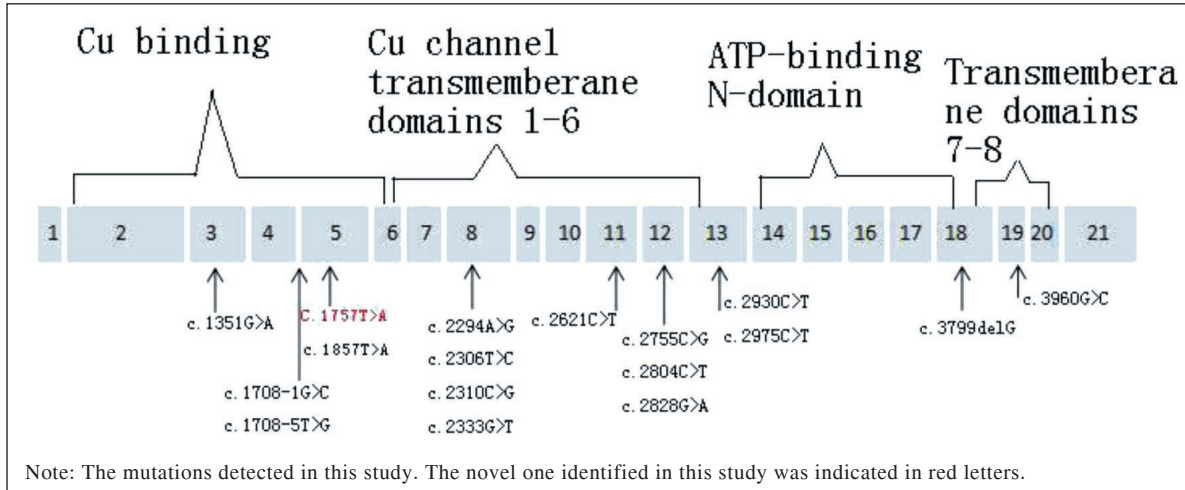 Cu binding
Cu channel
transmemberane
domains 1-6
ATP-binding
N-domain
Transmembera
ne domains
7-8
1 2 3 4 5 6 7 8 9 10 11 12 13 14 15 16 17 18 19 20 21
c.1351G>A
C.1757T>A
c.1857T>A
c.1708-1G>C
c.1708-5T>G
c.2294A>G
c.2306T>C
c.2310C>G
c.2333G>T
c.2621C>T
c.2755C>G
c.2804C>T
c.2828G>A
c.2930C>T
c.2975C>T
c.3799delG
c.3960G>C
Note: The mutations detected in this study. The novel one identified in this study was indicated in red letters.